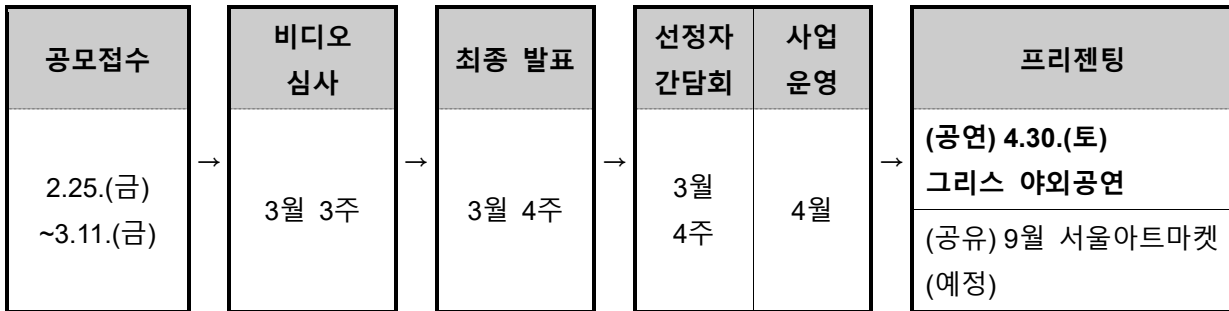 공모접수
2.25.(금)
~3.11.(금)
→
비디오
심사
3월 3주
→
최종 발표
3월 4주
→
선정자
간담회
3월
4주
사업
운영
4월
→
프리젠팅
(공연) 4.30.(토)
그리스 야외공연
(공유) 9월 서울아트마켓
(예정)